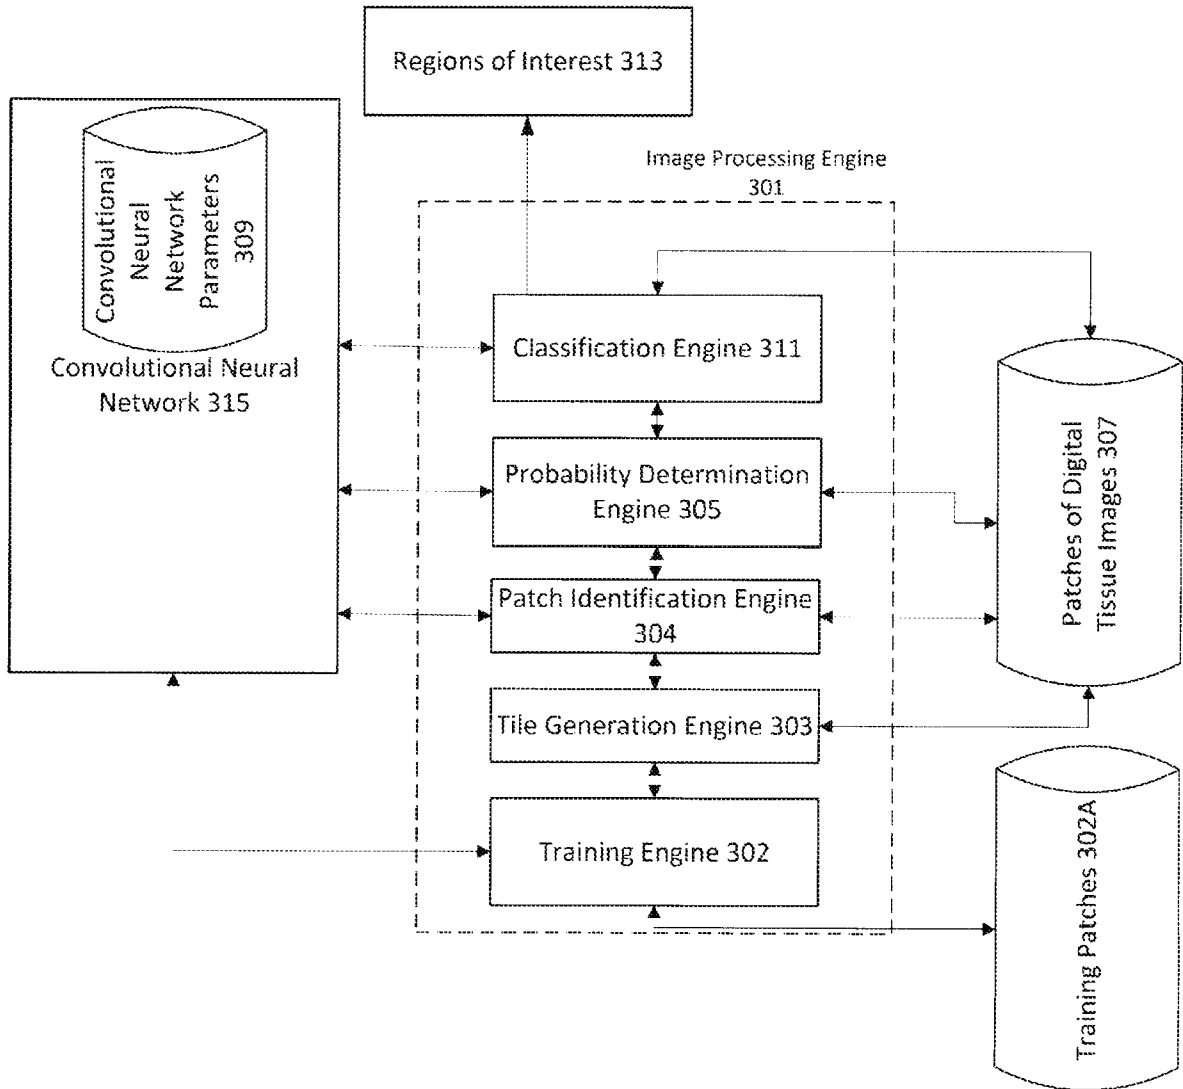 Regions of Interest 313
Image Processing Engine
301
Convolutional
Neural
Network
Parameters
309
Convolutional Neural
Network 315
Classification Engine 311
Probability Determination
Engine 305
Patch Identification Engine
304
Tile Generation Engine 303
Training Engine 302
Patches of Digital
Tissue Images 307
Training Patches 302A